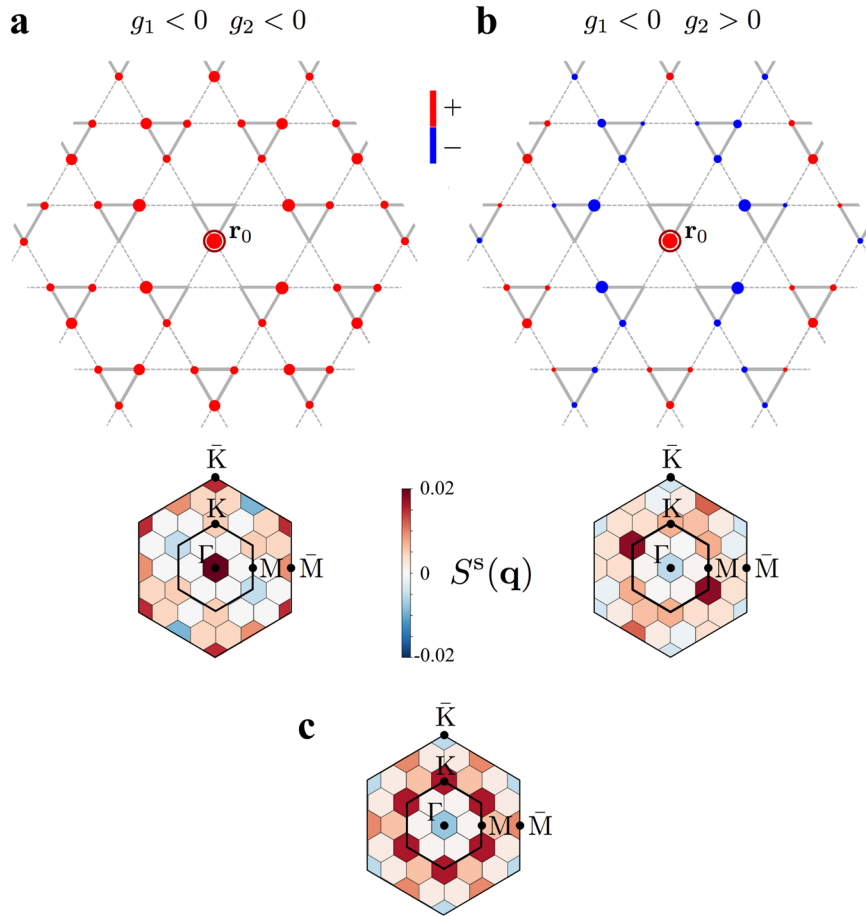 a
g₁ < 0 g₂ < 0
b
g₁ < 0 g₂ > 0
+
−
r₀
r₀
K̄
K
Γ
M
M̄
0.02
0
-0.02
Sˢ(q)
K̄
K
Γ
M
M̄
c
K̄
K
Γ
M
M̄